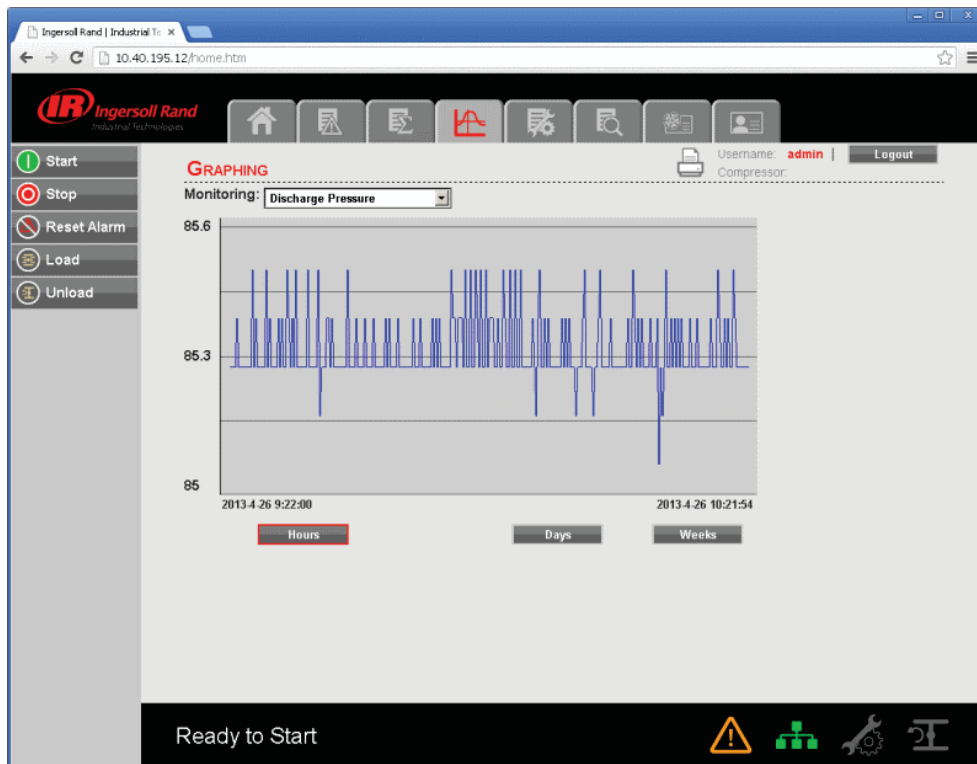 Ingersoll Rand | Industrial Te
10.40.195.12/home.htm
IR Ingersoll Rand
Industrial Technologies
Start
Stop
Reset Alarm
Load
Unload
GRAPHING
Username: admin | Logout
Compressor:
Monitoring: Discharge Pressure
85.6
85.3
85
2013-4-26 9:22:00 2013-4-26 10:21:54
Hours Days Weeks
Ready to Start